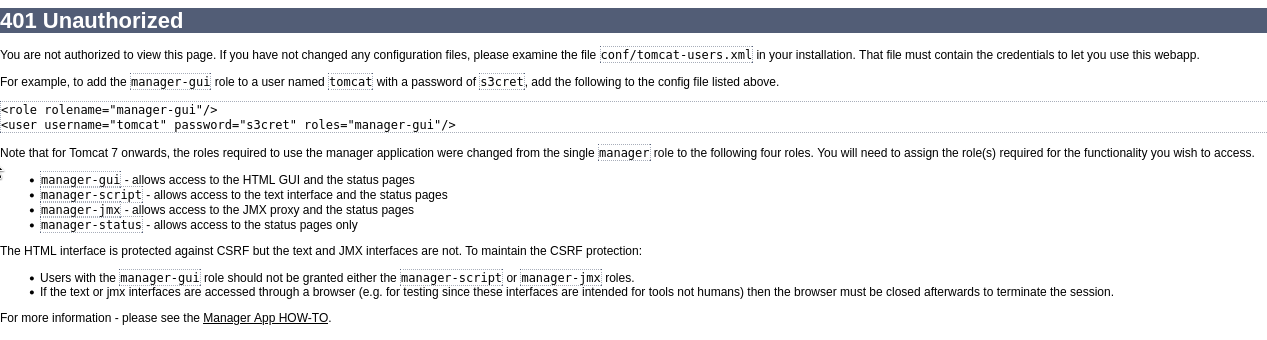 401 Unauthorized
You are not authorized to view this page. If you have not changed any configuration files, please examine the file conf/tomcat-users.xml in your installation. That file must contain the credentials to let you use this webapp.
For example, to add the manager-gui role to a user named tomcat with a password of s3cret, add the following to the config file listed above.
<role rolename="manager-gui"/>
<user username="tomcat" password="s3cret" roles="manager-gui"/>
Note that for Tomcat 7 onwards, the roles required to use the manager application were changed from the single manager role to the following four roles. You will need to assign the role(s) required for the functionality you wish to access.
• manager-gui - allows access to the HTML GUI and the status pages
• manager-script - allows access to the text interface and the status pages
• manager-jmx - allows access to the JMX proxy and the status pages
• manager-status - allows access to the status pages only
The HTML interface is protected against CSRF but the text and JMX interfaces are not. To maintain the CSRF protection:
• Users with the manager-gui role should not be granted either the manager-script or manager-jmx roles.
• If the text or jmx interfaces are accessed through a browser (e.g. for testing since these interfaces are intended for tools not humans) then the browser must be closed afterwards to terminate the session.
For more information - please see the Manager App HOW-TO.